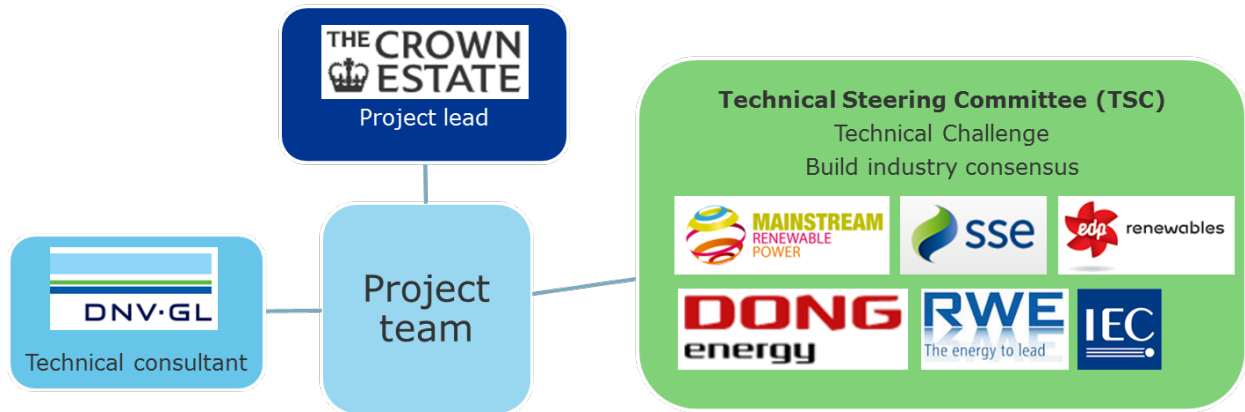 THE CROWN
ESTATE
Project lead
Technical Steering Committee (TSC)
Technical Challenge
Build industry consensus
MAINSTREAM
RENEWABLE
POWER
sse
edp renewables
DONG
energy
RWE
The energy to lead
IEC
Project
team
DNV·GL
Technical consultant